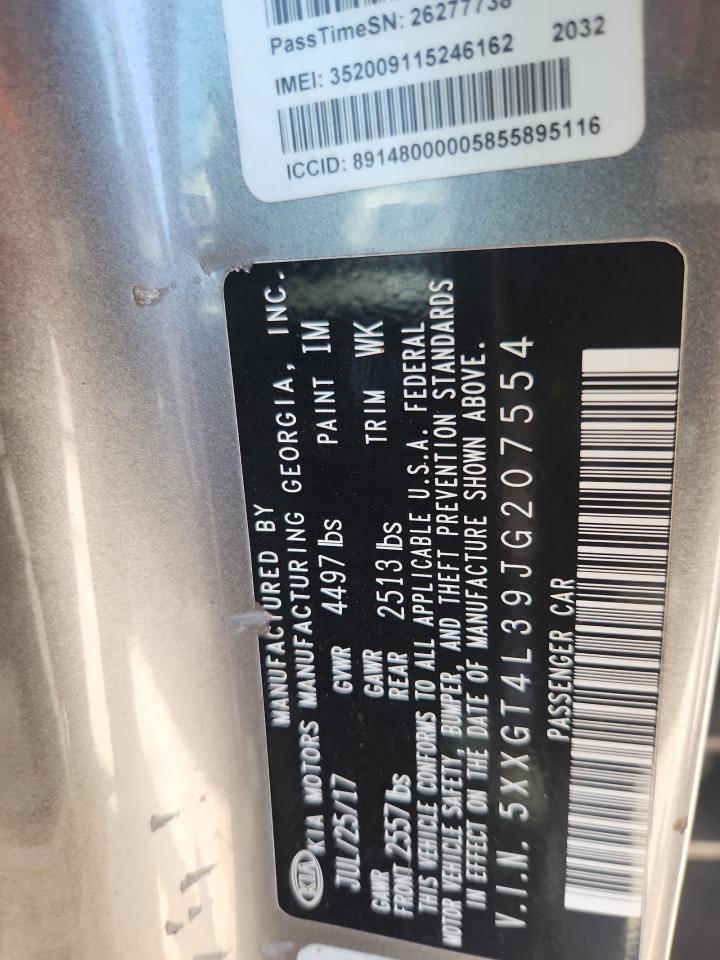 PassTimeSN: 26277738
IMEI: 352009115246162 2032
ICCID: 89148000005855895116
MANUFACTURED BY
KIA KIA MOTORS MANUFACTURING GEORGIA, INC.
JUL/25/17 GVWR 4497 lbs PAINT IM
GAWR GAWR
FRONT 2557 lbs REAR 2513 lbs TRIM WK
THIS VEHICLE CONFORMS TO ALL APPLICABLE U.S.A. FEDERAL
MOTOR VEHICLE SAFETY, BUMPER, AND THEFT PREVENTION STANDARDS
IN EFFECT ON THE DATE OF MANUFACTURE SHOWN ABOVE.
V.I.N. 5XXGT4L39JG207554
PASSENGER CAR